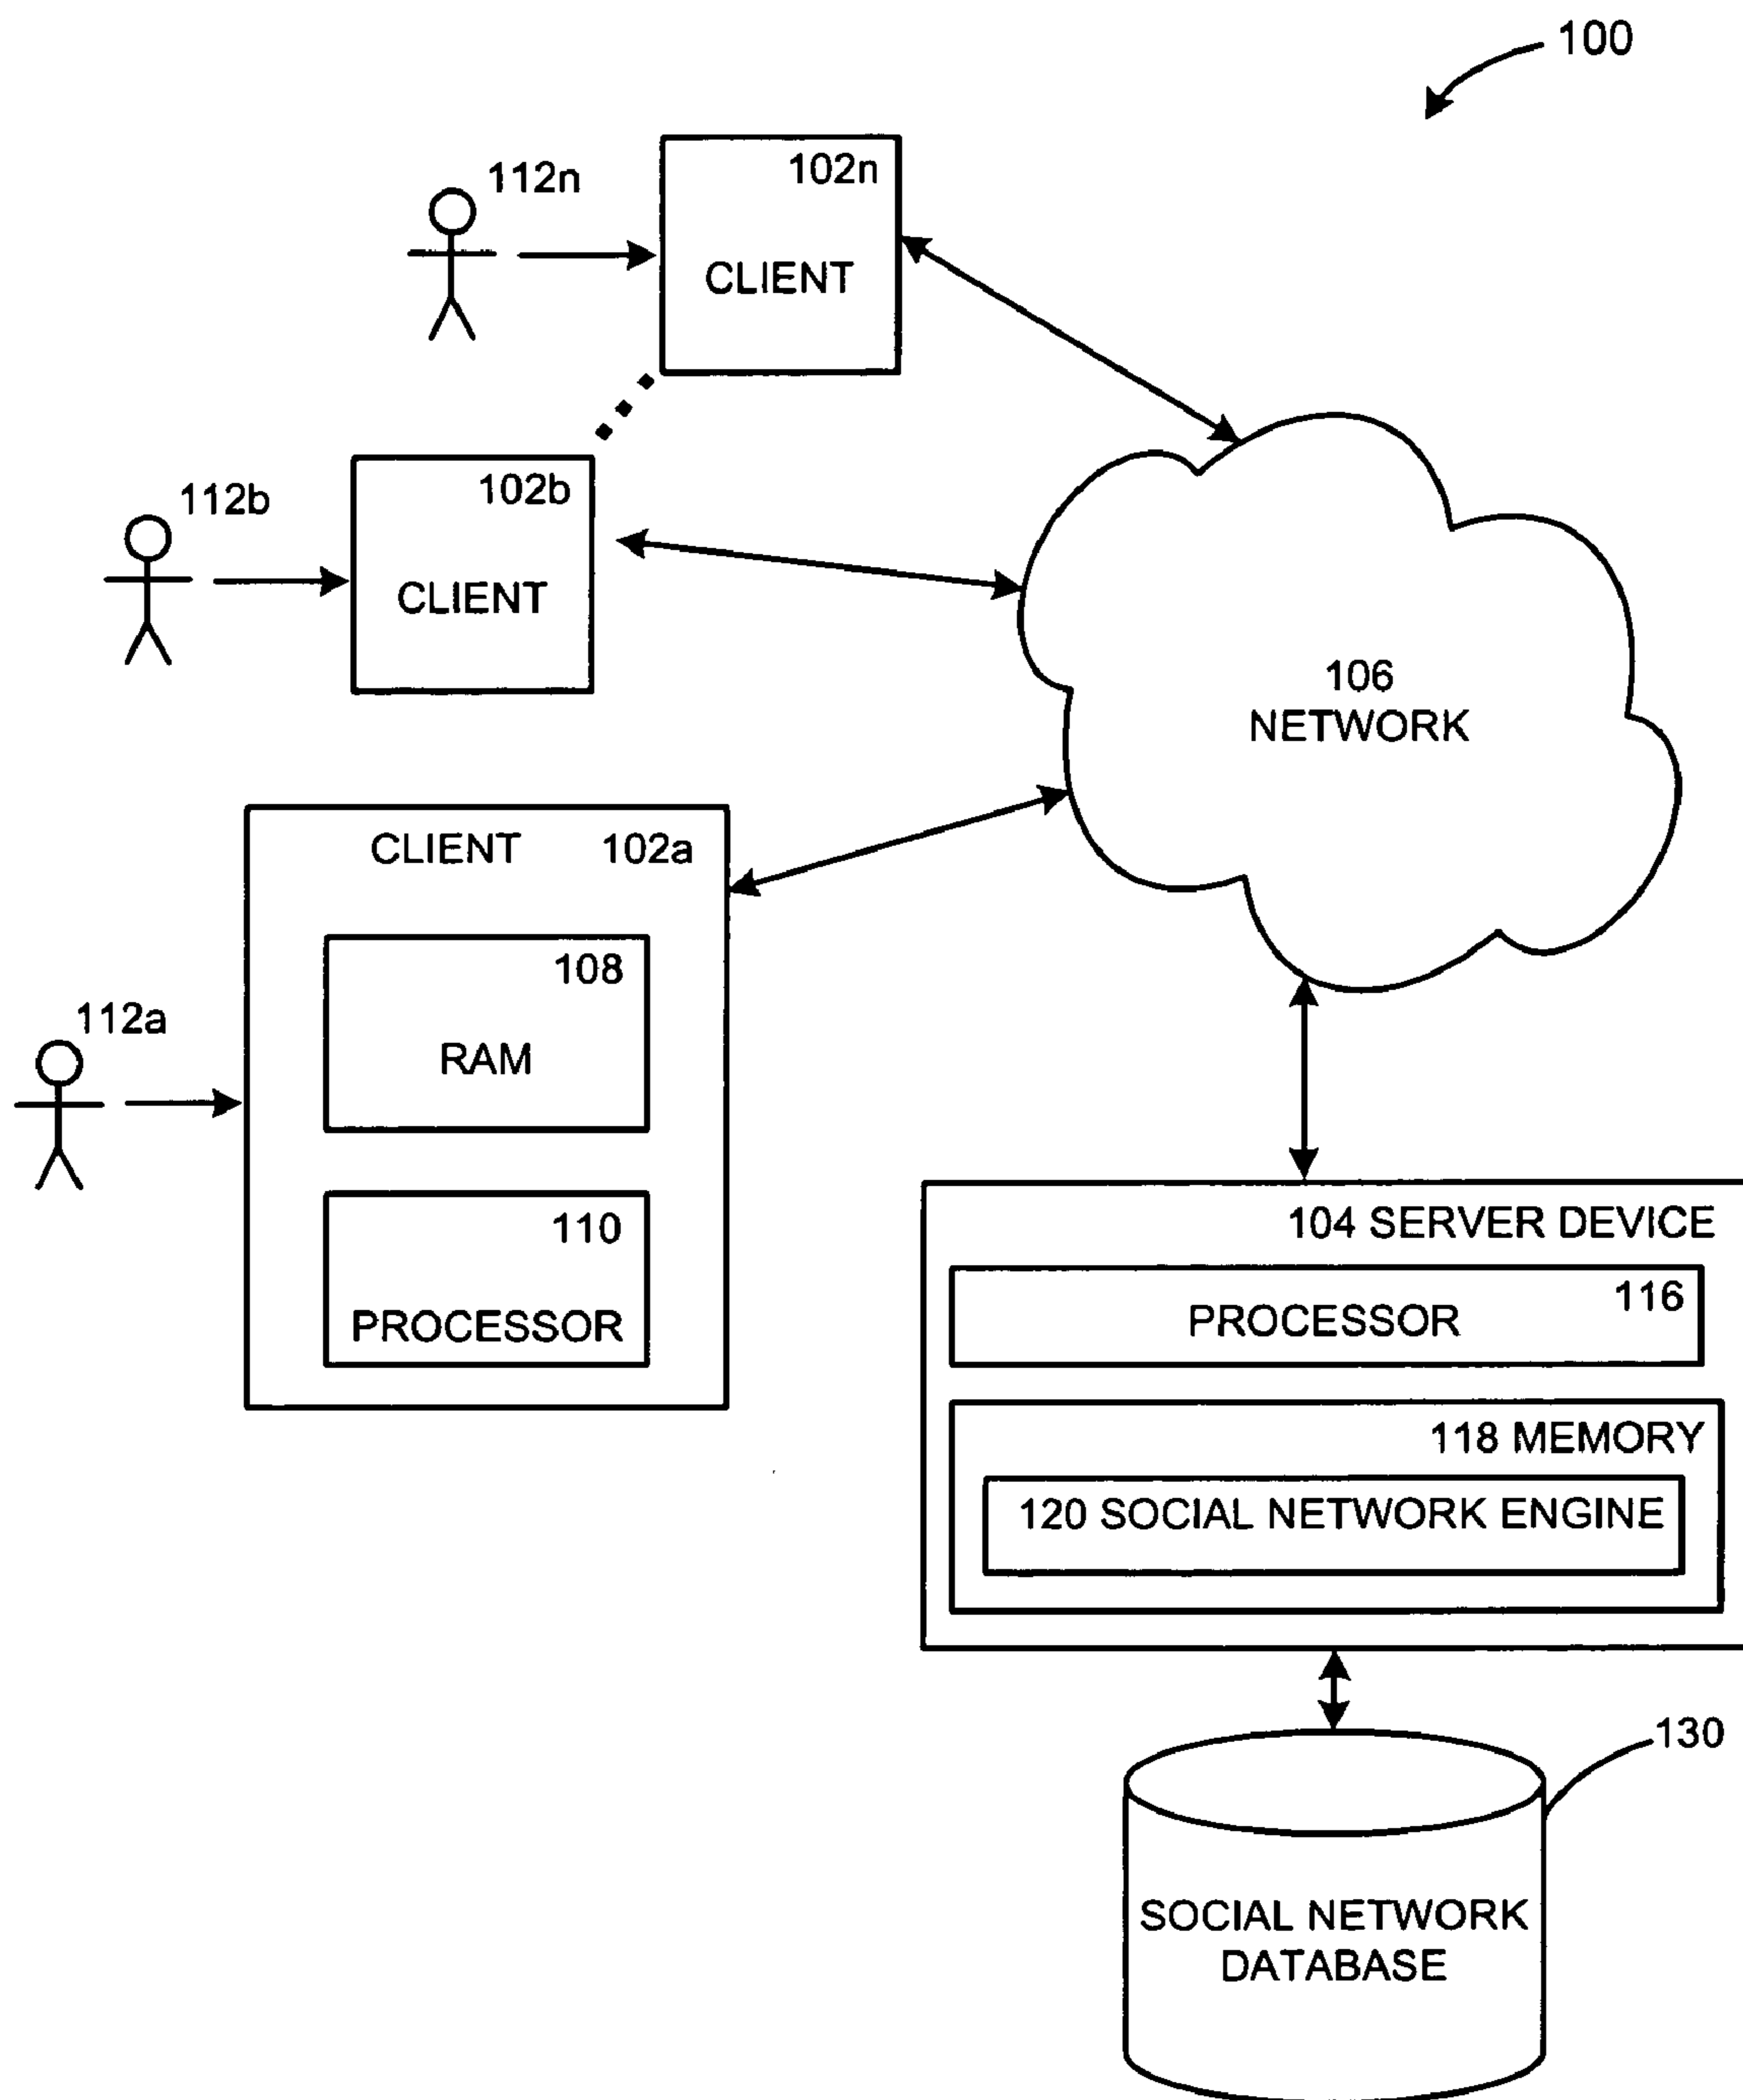 100
112n
102n
CLIENT
112b
102b
CLIENT
106
NETWORK
CLIENT 102a
108
RAM
112a
110
PROCESSOR
104 SERVER DEVICE
116
PROCESSOR
118 MEMORY
120 SOCIAL NETWORK ENGINE
130
SOCIAL NETWORK
DATABASE